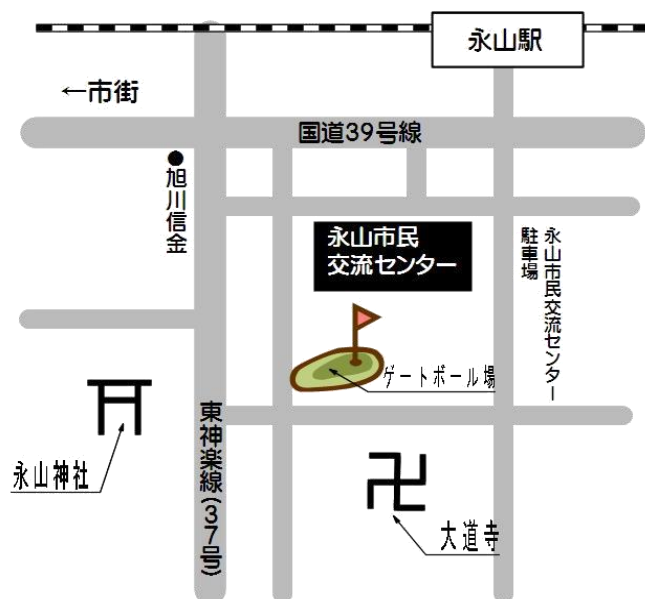 永山駅
←市街
国道39号線
旭川信金
永山市民
交流センター
永山市民交流センター
駐車場
ゲートボール場
東神楽線(37号)
永山神社
大道寺